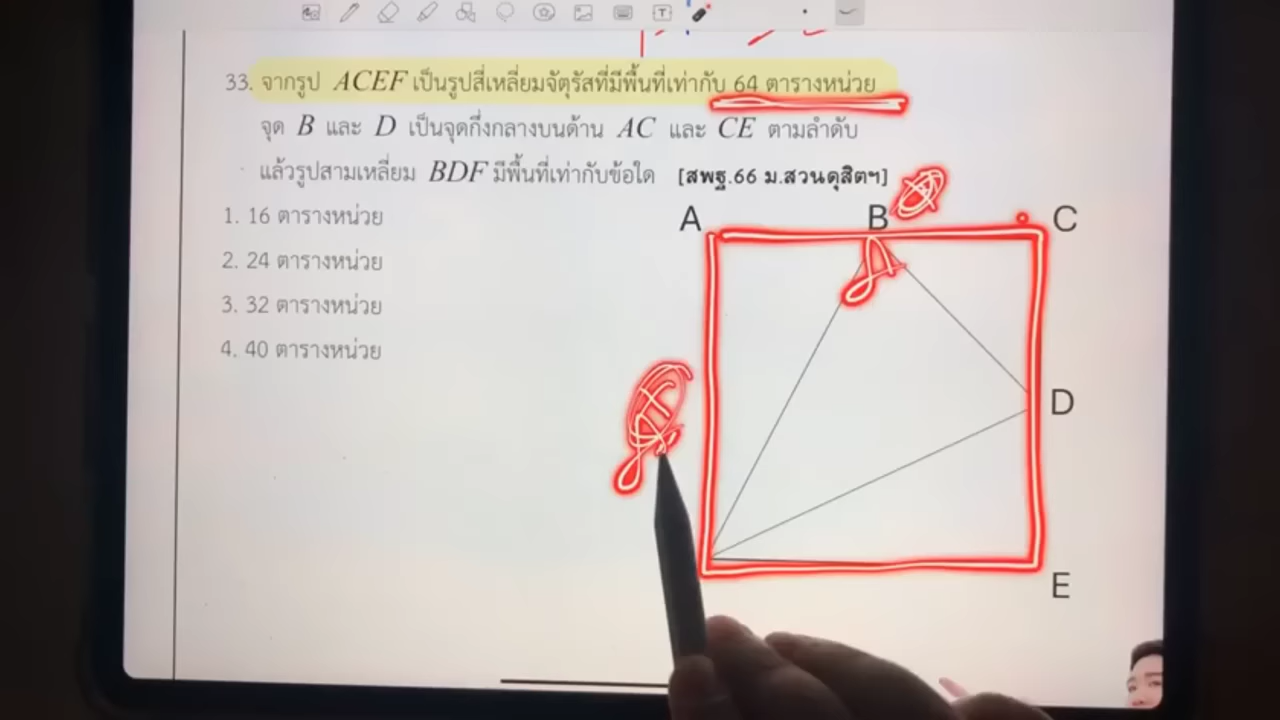 33. จากรูป ACEF เป็นรูปสี่เหลี่ยมจัตุรัสที่มีพื้นที่เท่ากับ 64 ตารางหน่วย
จุด B และ D เป็นจุดกึ่งกลางบนด้าน AC และ CE ตามลำดับ
แล้วรูปสามเหลี่ยม BDF มีพื้นที่เท่ากับข้อใด [สพฐ.66 ม.สวนดุสิตฯ]
1. 16 ตารางหน่วย
2. 24 ตารางหน่วย
3. 32 ตารางหน่วย
4. 40 ตารางหน่วย
A B C
D
E